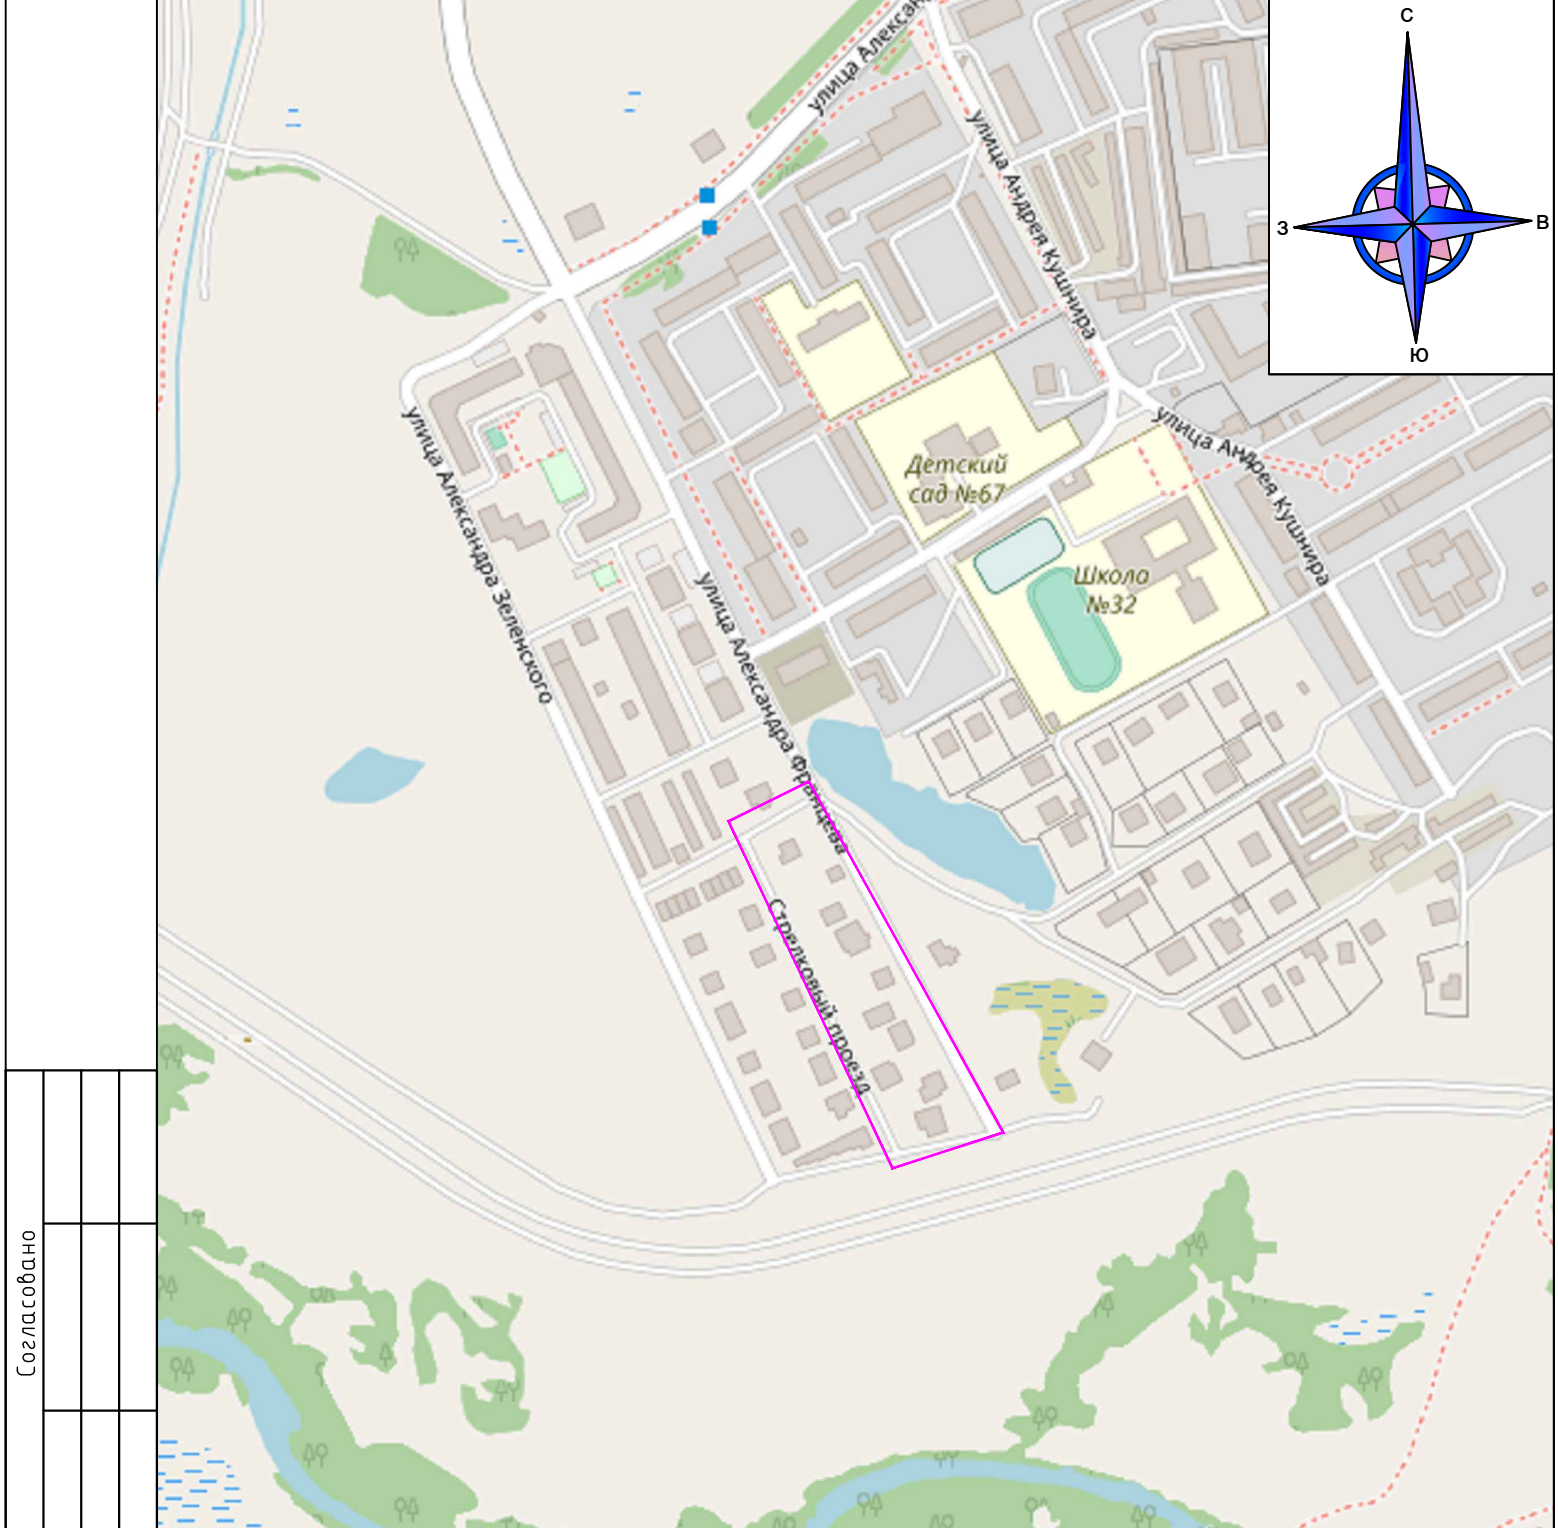 С
З
В
Ю
улица Алексан
улица Андрея Кушнира
улица Андрея Кушнира
улица Александра Зеленского
Детский
сад №67
Школа
№32
улица Александра Францева
Стрелковый проезд
Согласовано